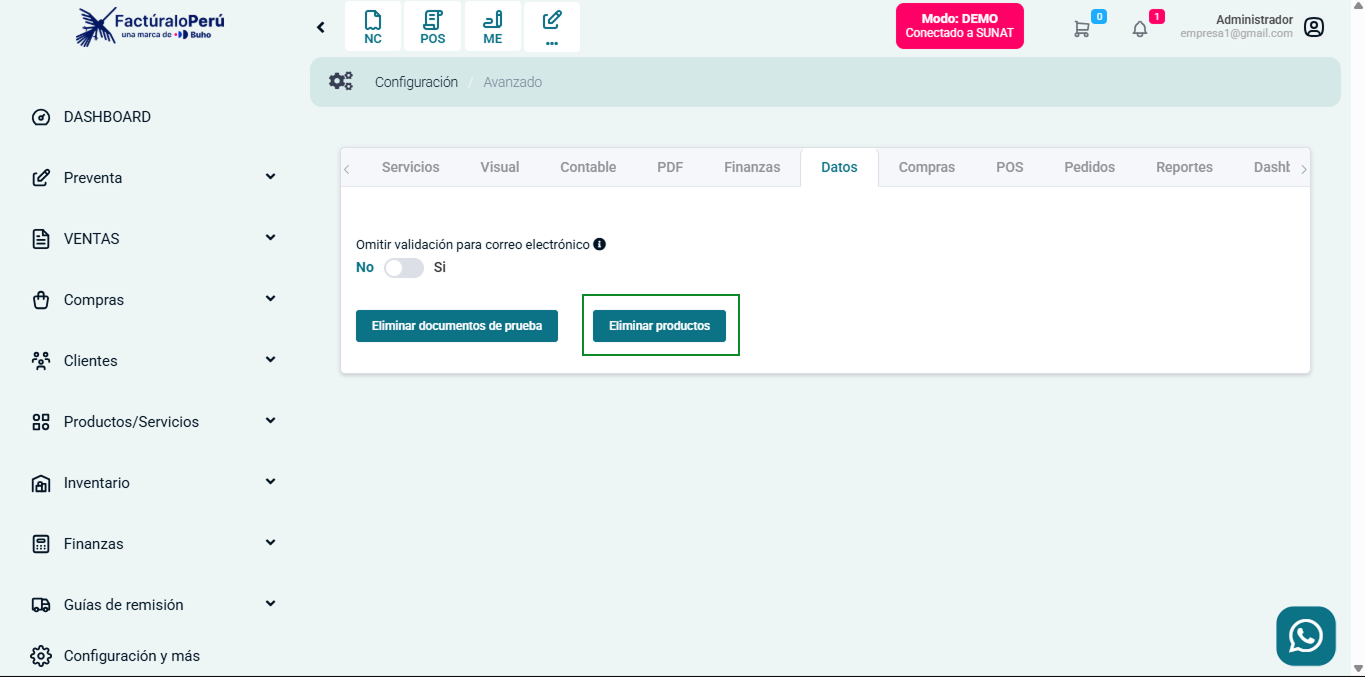 FactúraloPerú
una marca de Buho
NC
POS
ME
...
Modo: DEMO
Conectado a SUNAT
0
1
Administrador
empresa1@gmail.com
Configuración / Avanzado
DASHBOARD
Preventa
VENTAS
Compras
Clientes
Productos/Servicios
Inventario
Finanzas
Guías de remisión
Configuración y más
Servicios
Visual
Contable
PDF
Finanzas
Datos
Compras
POS
Pedidos
Reportes
Dashb
Omitir validación para correo electrónico
No Si
Eliminar documentos de prueba
Eliminar productos